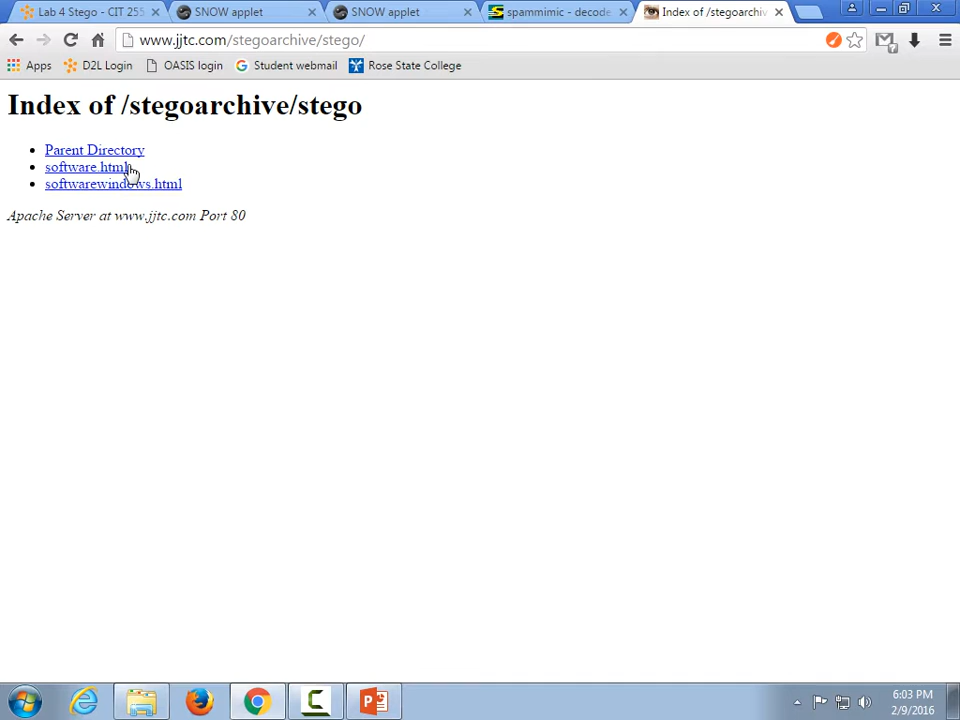 Lab 4 Stego - CIT 255
SNOW applet
SNOW applet
spammimic - decode
Index of /stegoarchiv
www.jjtc.com/stegoarchive/stego/
Apps
D2L Login
OASIS login
Student webmail
Rose State College
Index of /stegoarchive/stego
Parent Directory
software.html
softwarewindows.html
Apache Server at www.jjtc.com Port 80
6:03 PM
2/9/2016